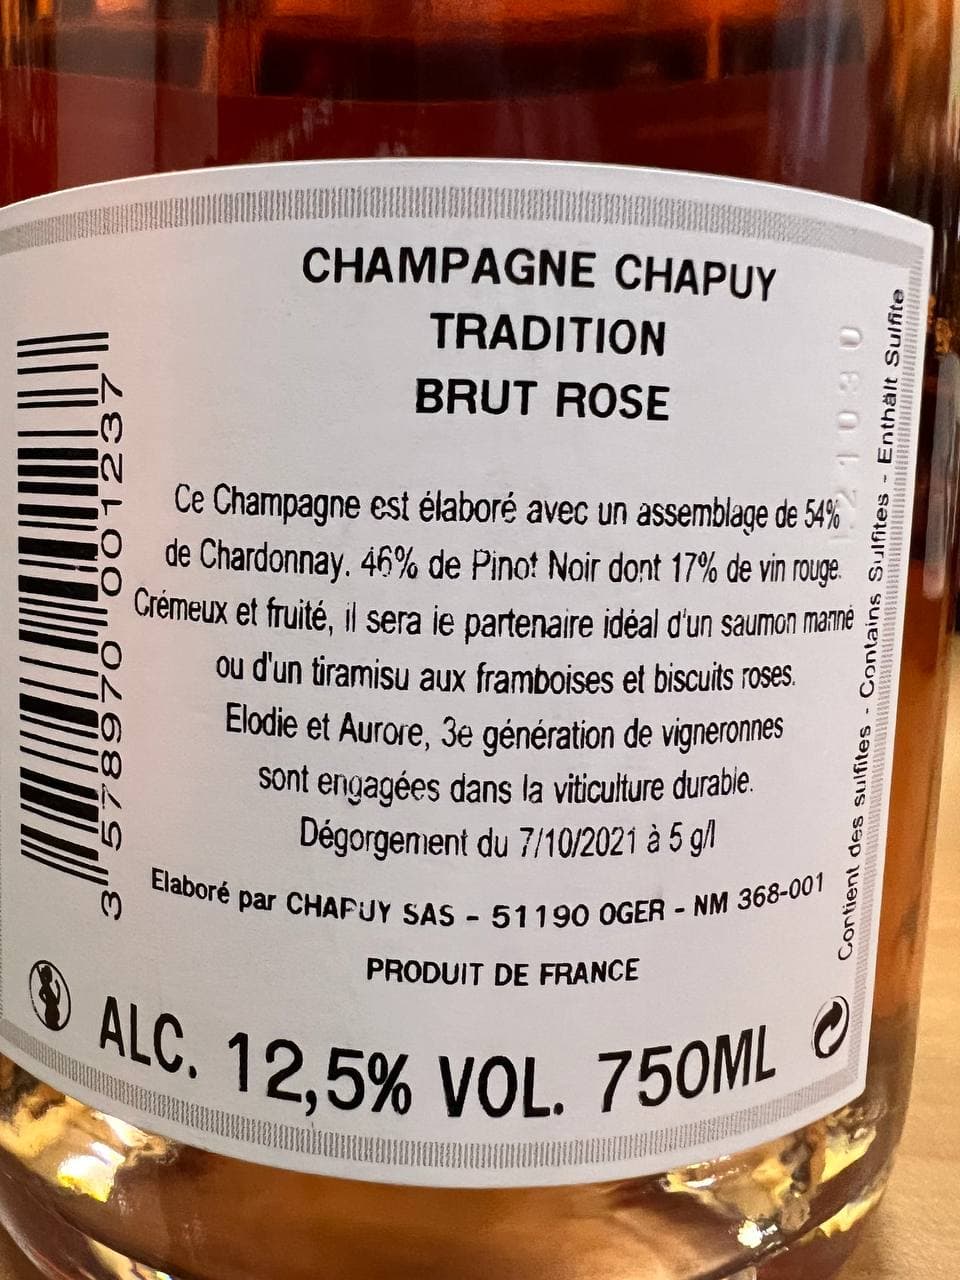 CHAMPAGNE CHAPUY
TRADITION
BRUT ROSE
Ce Champagne est élaboré avec un assemblage de 54%
de Chardonnay. 46% de Pinot Noir dont 17% de vin rouge.
Crémeux et fruité, il sera le partenaire idéal d'un saumon mariné
ou d'un tiramisu aux framboises et biscuits roses.
Elodie et Aurore, 3e génération de vigneronnes
sont engagées dans la viticulture durable.
Dégorgement du 7/10/2021 à 5 g/l
Elaboré par CHAPUY SAS - 51190 OGER - NM 368-001
PRODUIT DE FRANCE
ALC. 12,5% VOL. 750ML
3 578970 001237
Contient des sulfites - Contains Sulfites - Enthält Sulfite